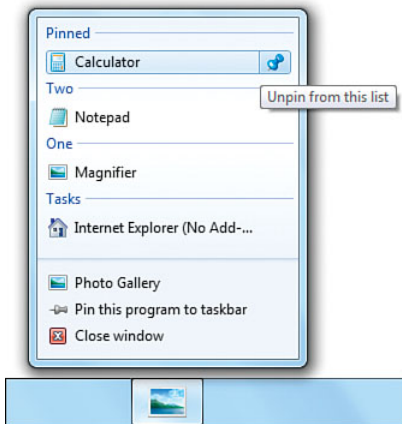 Pinned
Calculator
Unpin from this list
Two
Notepad
One
Magnifier
Tasks
Internet Explorer (No Add-...
Photo Gallery
Pin this program to taskbar
Close window